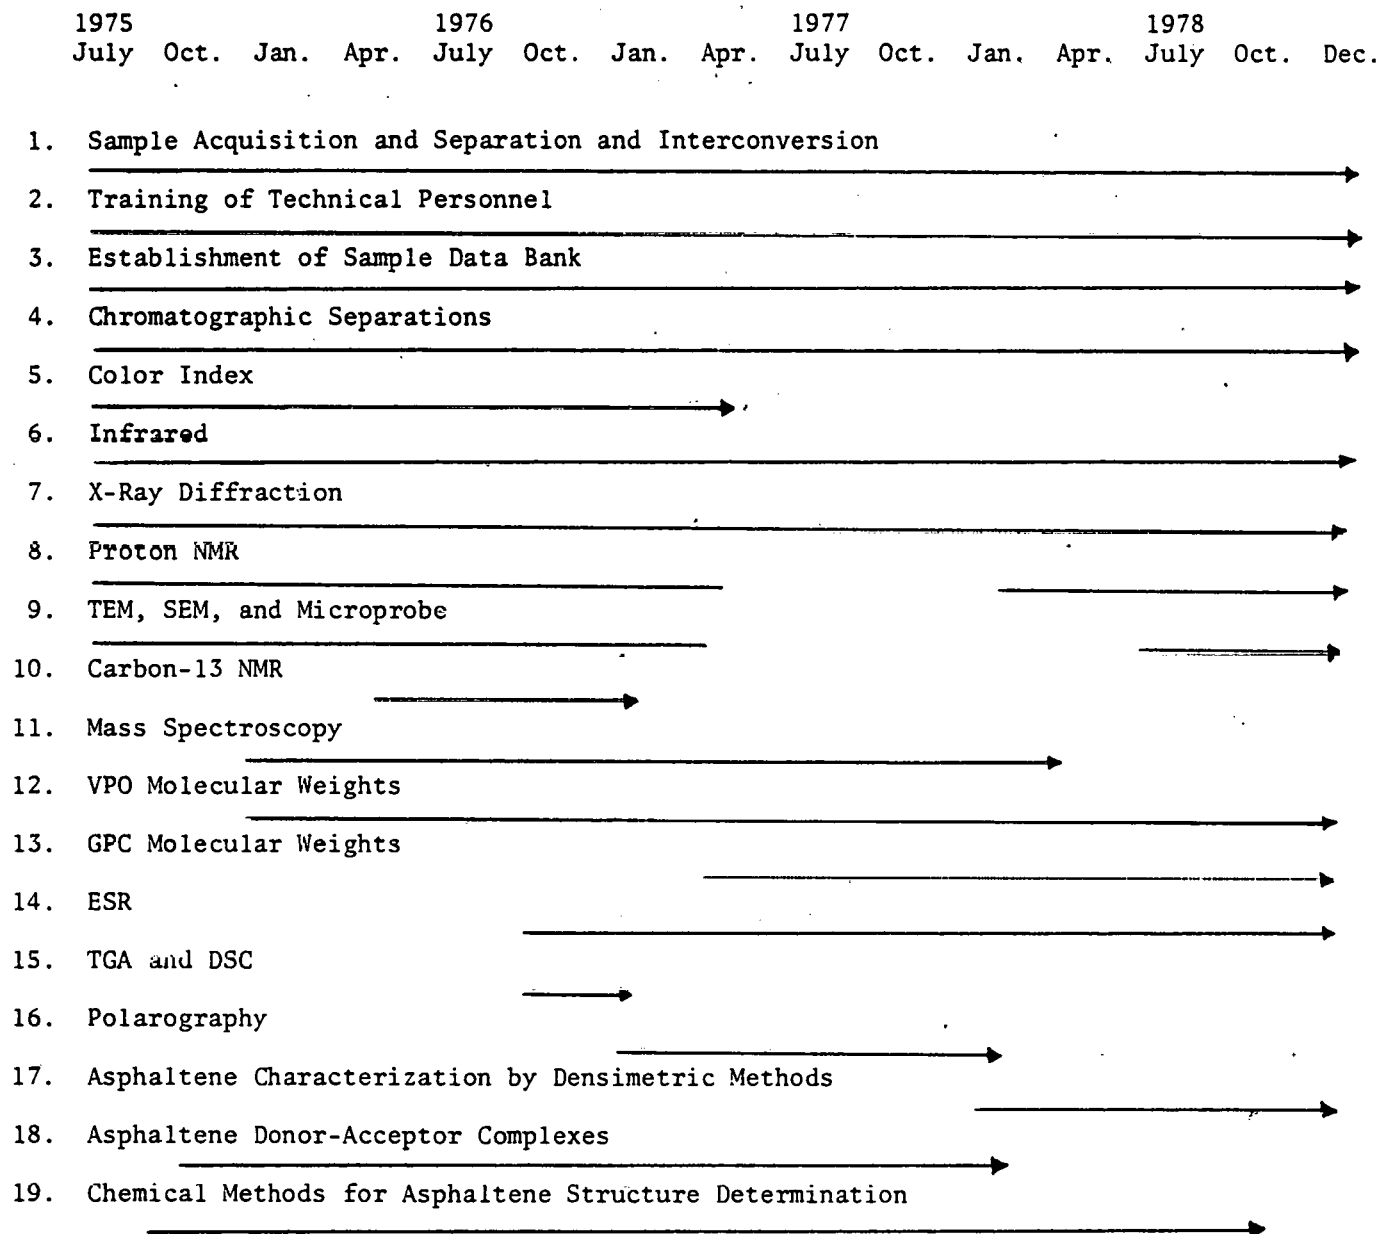 1975 1976 1977 1978
July Oct. Jan. Apr. July Oct. Jan. Apr. July Oct. Jan. Apr. July Oct. Dec.
1. Sample Acquisition and Separation and Interconversion
2. Training of Technical Personnel
3. Establishment of Sample Data Bank
4. Chromatographic Separations
5. Color Index
6. Infrared
7. X-Ray Diffraction
8. Proton NMR
9. TEM, SEM, and Microprobe
10. Carbon-13 NMR
11. Mass Spectroscopy
12. VPO Molecular Weights
13. GPC Molecular Weights
14. ESR
15. TGA and DSC
16. Polarography
17. Asphaltene Characterization by Densimetric Methods
18. Asphaltene Donor-Acceptor Complexes
19. Chemical Methods for Asphaltene Structure Determination